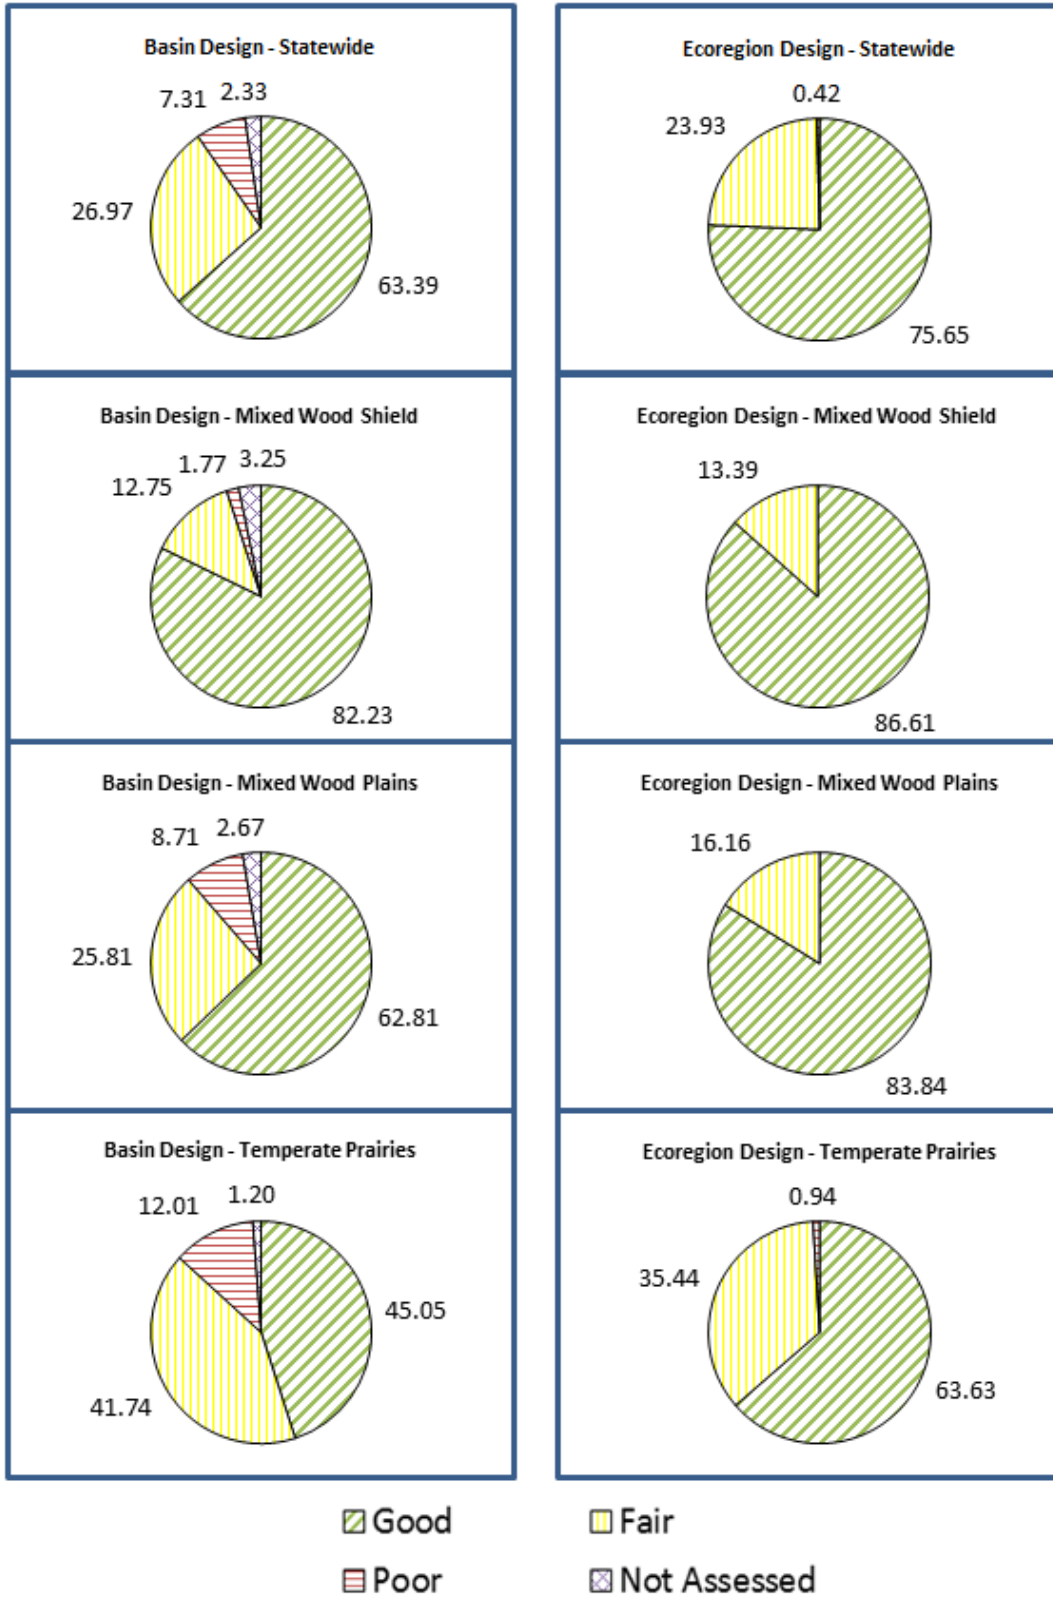 Basin Design - Statewide
2.33
7.31
26.97
63.39
Ecoregion Design - Statewide
0.42
23.93
75.65
Basin Design - Mixed Wood Shield
3.25
1.77
12.75
82.23
Ecoregion Design - Mixed Wood Shield
13.39
86.61
Basin Design - Mixed Wood Plains
2.67
8.71
25.81
62.81
Ecoregion Design - Mixed Wood Plains
16.16
83.84
Basin Design - Temperate Prairies
1.20
12.01
45.05
41.74
Ecoregion Design - Temperate Prairies
0.94
35.44
63.63
Good
Fair
Poor
Not Assessed